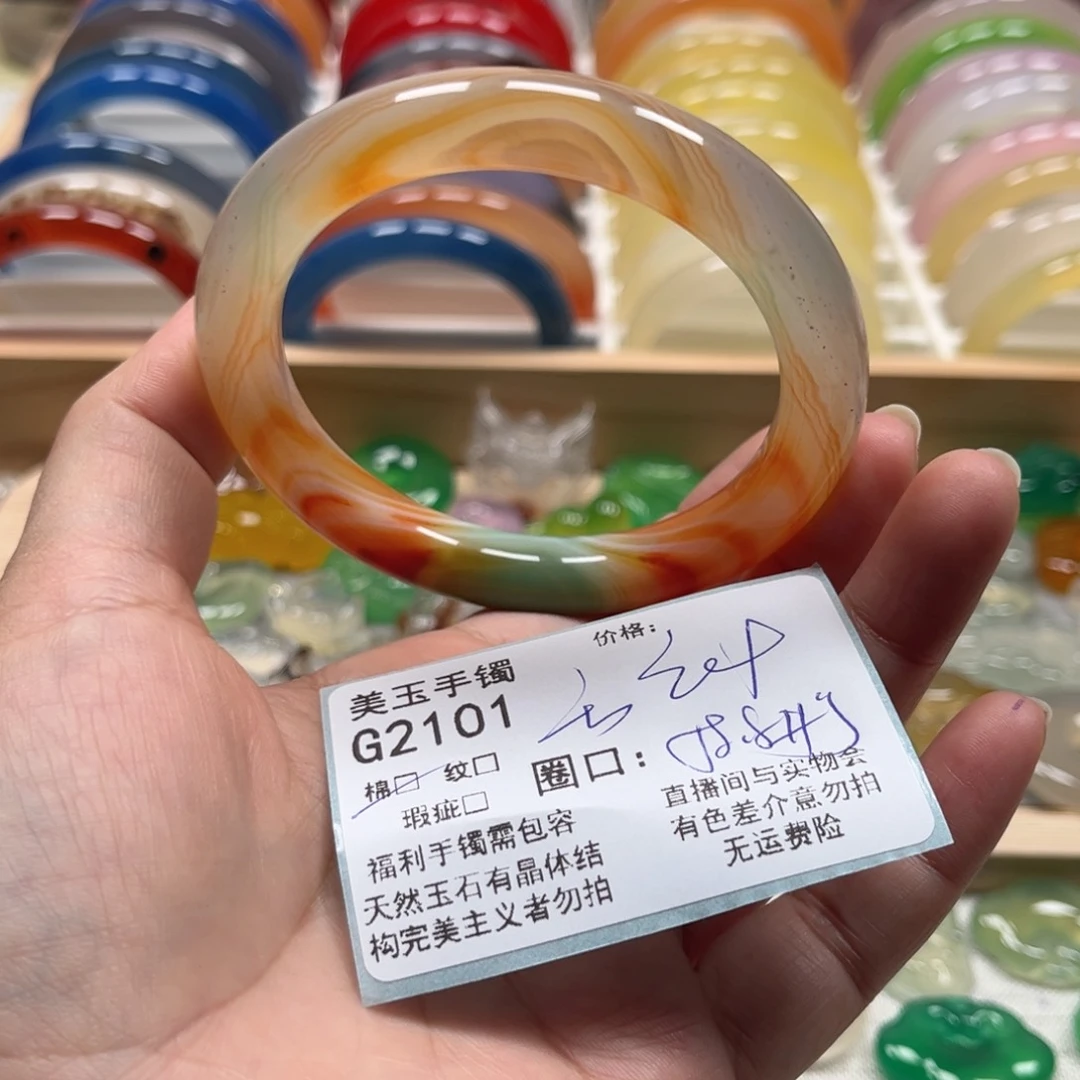 价格:
美玉手镯
G2101
棉□ 纹□
圈口:
瑕疵□
福利手镯需包容
天然玉石有晶体结
构完美主义者勿拍
直播间与实物会
有色差介意勿拍
无运费险